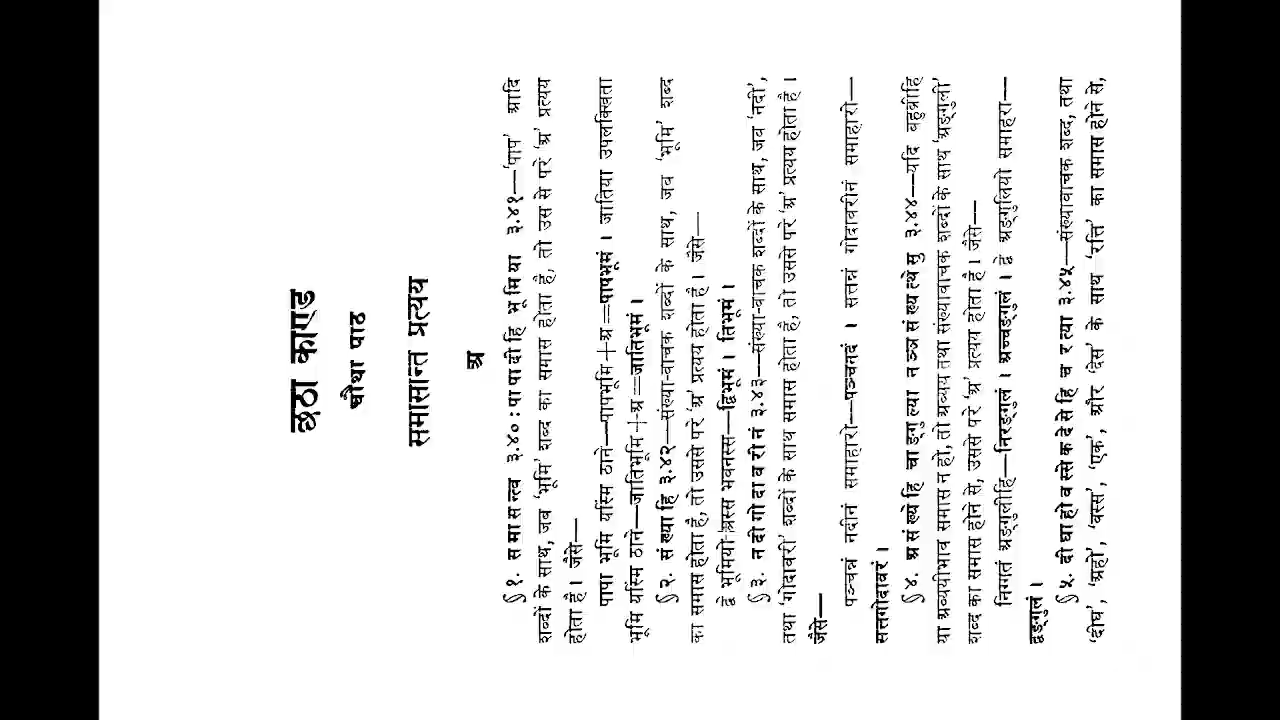 छठा काण्ड
चौथा पाठ
समासान्त प्रत्यय
अ
§ १. समासन्त्व ३.४०: पापादीहि भूमिया ३.४१—'पाप' आदि
शब्दों के साथ, जब 'भूमि' शब्द का समास होता है, तो उस से परे 'अ' प्रत्यय
होता है। जैसे—
पापा भूमि यस्मि ठाने—पापभूमि+अ=पापभूमं। जातिया उपलक्खिता
भूमि यस्मि ठाने—जातिभूमि+अ=जातिभूमं।
§ २. संख्याहि ३.४२—संख्या-वाचक शब्दों के साथ, जब 'भूमि' शब्द
का समास होता है, तो उससे परे 'अ' प्रत्यय होता है। जैसे—
द्वे भूमियो अस्स भवनस्स—द्विभूमं। तिभूमं।
§ ३. नदीगोदावरीनं ३.४३—संख्या-वाचक शब्दों के साथ, जब 'नदी',
तथा 'गोदावरी' शब्दों के साथ समास होता है, तो उससे परे 'अ' प्रत्यय होता है।
जैसे—
पञ्चन्नं नदीनं समाहारो—पञ्चनदं। सत्तन्नं गोदावरीनं समाहारो—
सत्तगोदावरं।
§ ४. असंख्येहि चाङ्गुल्या नञ्ञसंख्यत्थेसु ३.४४—यदि बहुब्रीहि
या अव्ययीभाव समास न हो, तो अव्यय तथा संख्यावाचक शब्दों के साथ 'अङ्गुली'
शब्द का समास होने से, उससे परे 'अ' प्रत्यय होता है। जैसे—
निग्गतं अङ्गुलीहि—निरङ्गुलं। अच्चङ्गुलं। द्वे अङ्गुलियो समाहरा—
द्वङ्गुलं।
§ ५. दीघाहोवस्सेकदेसेहि च रत्या ३.४५—संख्यावाचक शब्द, तथा
'दीघ', 'अहो', 'वस्स', 'एक', और 'देस' के साथ 'रत्ति' का समास होने से,